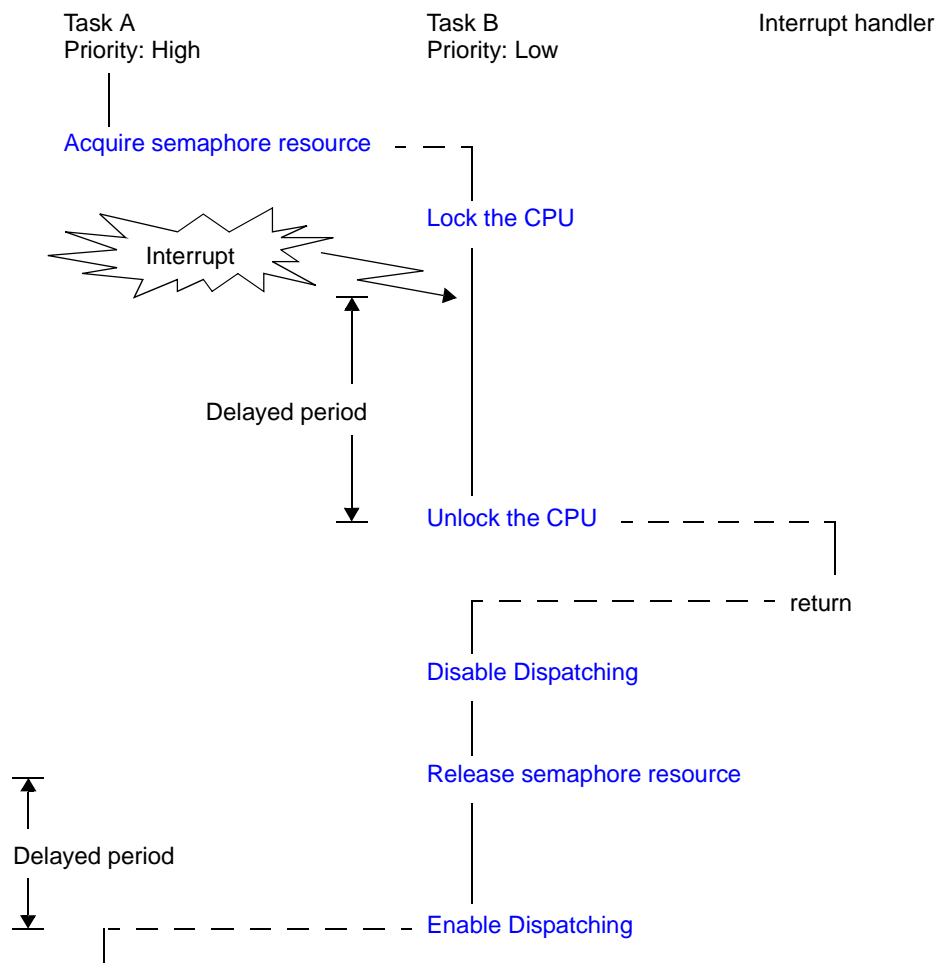 Task A
Priority: High
Task B
Priority: Low
Interrupt handler
Acquire semaphore resource
Lock the CPU
Interrupt
Delayed period
Unlock the CPU
return
Disable Dispatching
Release semaphore resource
Delayed period
Enable Dispatching